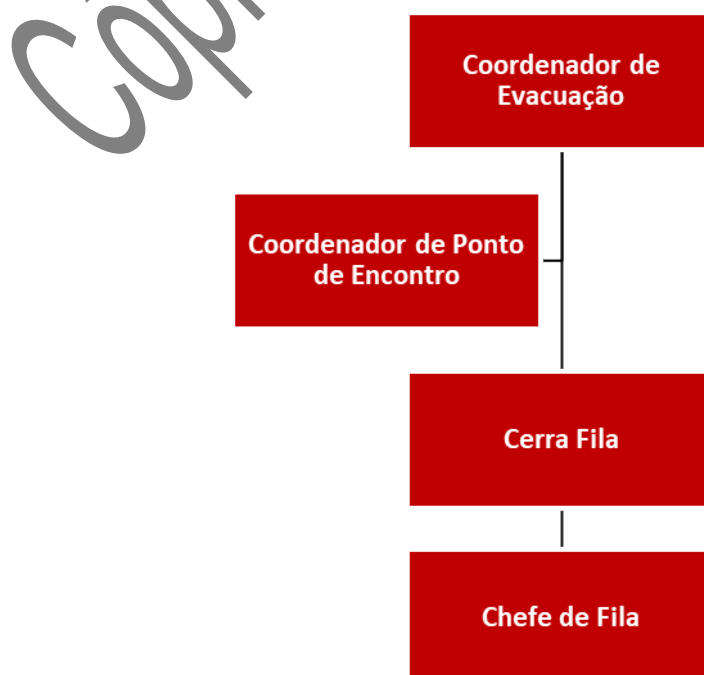 Coordenador de
Evacuação
Coordenador de Ponto
de Encontro
Cerra Fila
Chefe de Fila